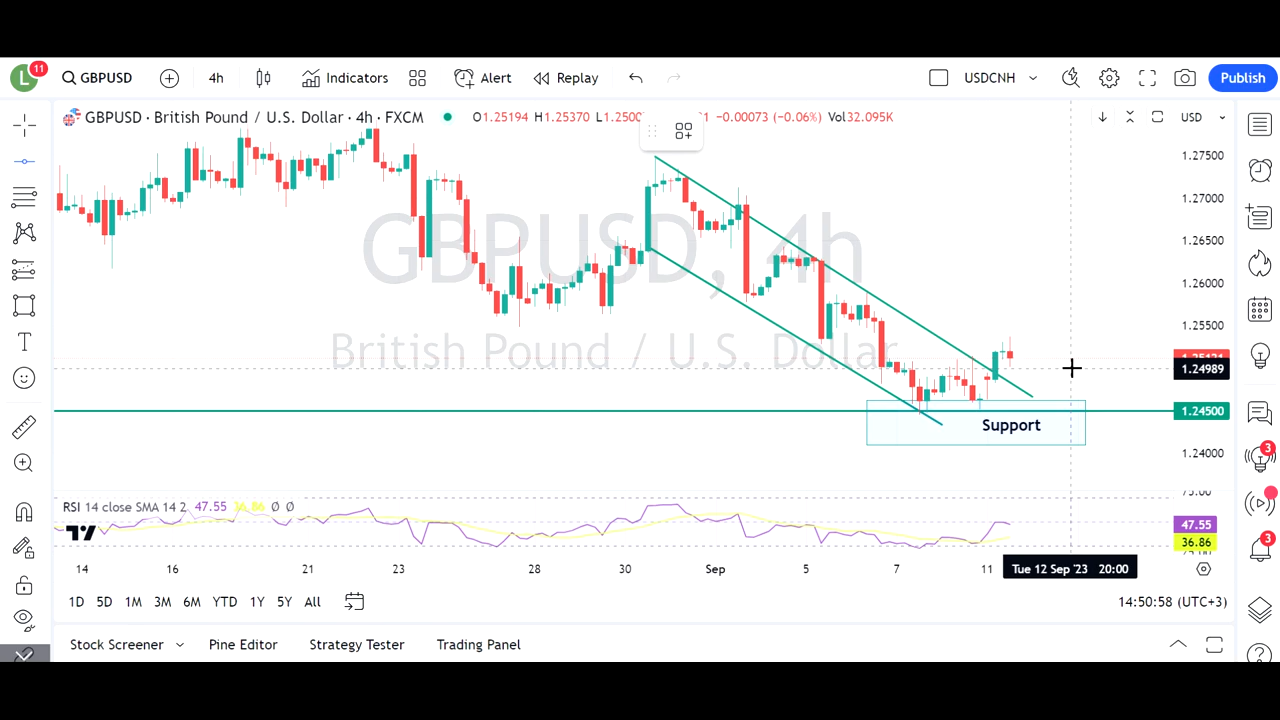 L 11 GBPUSD 4h Indicators Alert Replay USDCNH Publish
GBPUSD · British Pound / U.S. Dollar · 4h · FXCM O1.25194 H1.25370 L1.2500 −0.00073 (−0.06%) Vol32.095K USD
1.27500
1.27000
1.26500
GBPUSD, 4h
1.26000
1.25500
British Pound / U.S. Dollar
1.24989
1.24500
Support
1.24000
RSI 14 close SMA 14 2 47.55 36.86 Ø Ø
47.55
36.86
14 16 21 23 28 30 Sep 5 7 11 Tue 12 Sep '23 20:00
1D 5D 1M 3M 6M YTD 1Y 5Y All 14:50:58 (UTC+3)
Stock Screener Pine Editor Strategy Tester Trading Panel
3
3